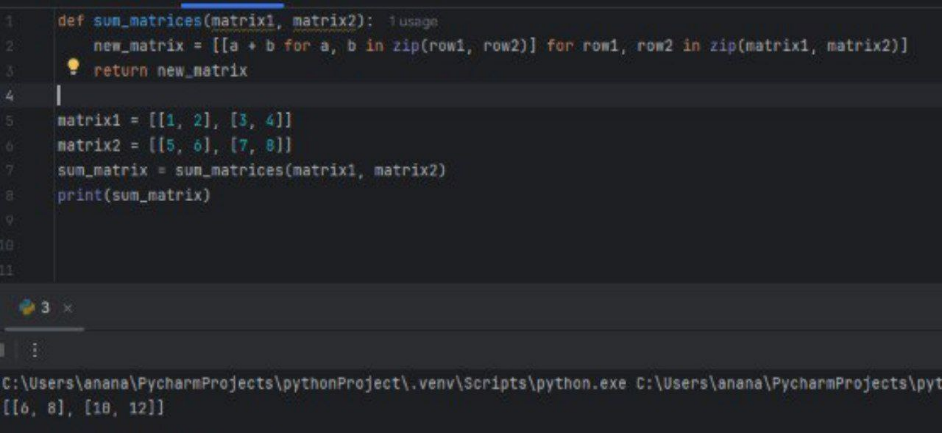 1 def sum_matrices(matrix1, matrix2): 1 usage
2 new_matrix = [[a + b for a, b in zip(row1, row2)] for row1, row2 in zip(matrix1, matrix2)]
3 return new_matrix
4
5 matrix1 = [[1, 2], [3, 4]]
6 matrix2 = [[5, 6], [7, 8]]
7 sum_matrix = sum_matrices(matrix1, matrix2)
8 print(sum_matrix)
9
10
11
3 ×
C:\Users\anana\PycharmProjects\pythonProject\.venv\Scripts\python.exe C:\Users\anana\PycharmProjects\pyt
[[6, 8], [10, 12]]